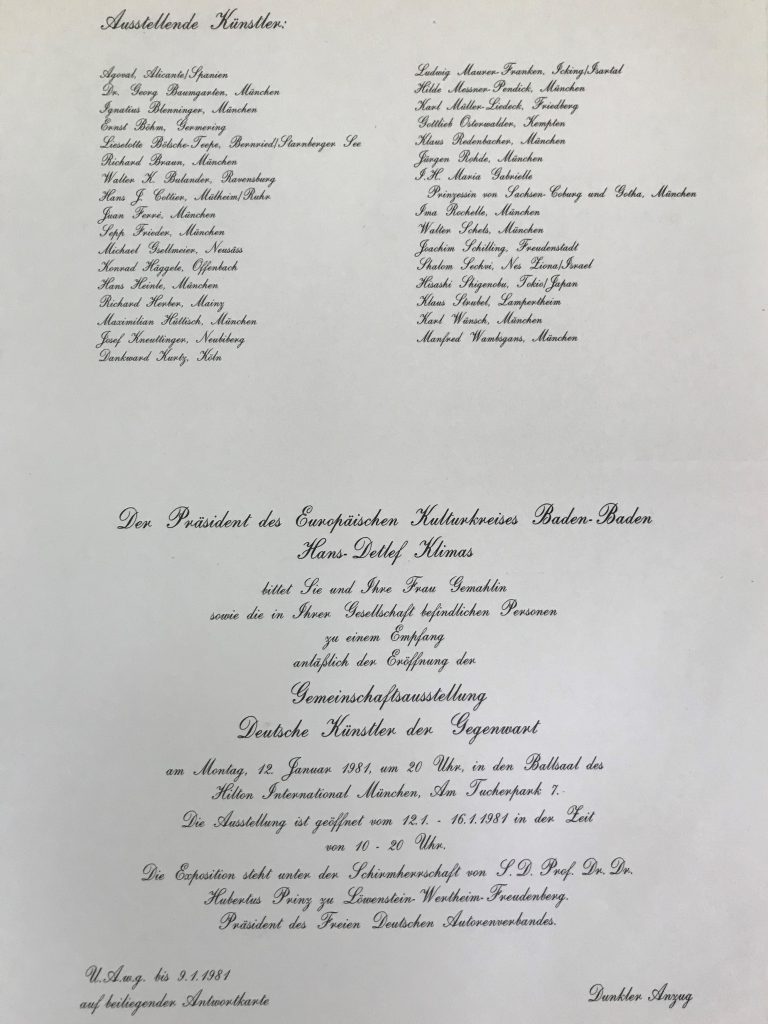 Ausstellende Künstler:
Agoval, Alicante/Spanien
Dr. Georg Baumgarten, München
Ignatius Blenninger, München
Ernst Böhm, Germering
Lieselotte Bölsche-Teepe, Bernried/Starnberger See
Richard Braun, München
Walter K. Bulander, Ravensburg
Hans J. Cottier, Mülheim/Ruhr
Juan Ferré, München
Sepp Frieder, München
Michael Gsellmeier, Neusäss
Konrad Häggele, Offenbach
Hans Heinle, München
Richard Herber, Mainz
Maximilian Hüttisch, München
Josef Kneuttinger, Neubiberg
Dankward Kurtz, Köln
Ludwig Maurer-Franken, Icking/Isartal
Hilde Messner-Pendick, München
Karl Müller-Liedeck, Friedberg
Gottlieb Osterwalder, Kempten
Klaus Redenbacher, München
Jürgen Rohde, München
I.H. Maria Gabrielle
Prinzessin von Sachsen-Coburg und Gotha, München
Ima Rochelle, München
Walter Schels, München
Joachim Schilling, Freudenstadt
Shalom Sechvi, Nes Ziona/Israel
Hisashi Shigenobu, Tokio/Japan
Klaus Strubel, Lampertheim
Karl Wünsch, München
Manfred Wambsgans, München
Der Präsident des Europäischen Kulturkreises Baden-Baden
Hans-Detlef Klimas
bittet Sie und Ihre Frau Gemahlin
sowie die in Ihrer Gesellschaft befindlichen Personen
zu einem Empfang
anläßlich der Eröffnung der
Gemeinschaftsausstellung
Deutsche Künstler der Gegenwart
am Montag, 12. Januar 1981, um 20 Uhr, in den Ballsaal des
Hilton International München, Am Tucherpark 7.
Die Ausstellung ist geöffnet vom 12.1. - 16.1.1981 in der Zeit
von 10 - 20 Uhr.
Die Exposition steht unter der Schirmherrschaft von S. D. Prof. Dr. Dr.
Hubertus Prinz zu Löwenstein-Wertheim-Freudenberg.
Präsident des Freien Deutschen Autorenverbandes.
U.A.w.g. bis 9.1.1981
auf beiliegender Antwortkarte
Dunkler Anzug